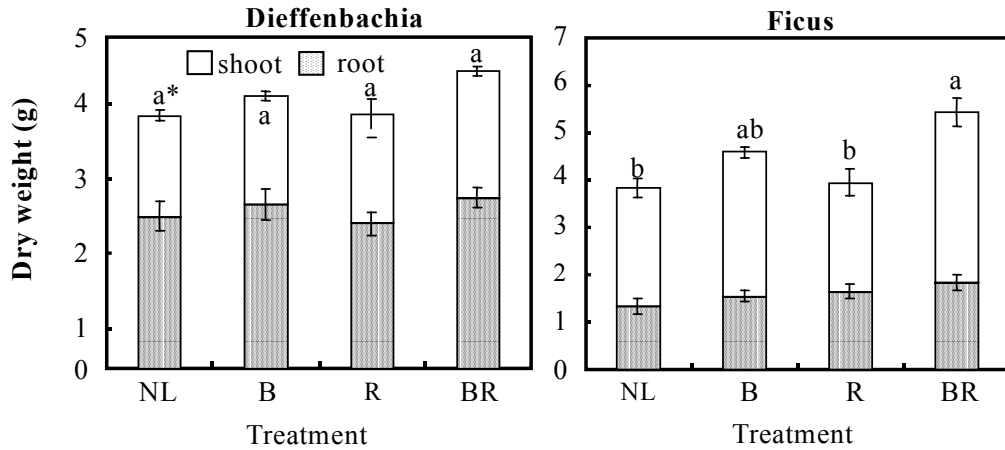 Dieffenbachia
Dry weight (g)
5
4
3
2
1
0
shoot root
a*
a
a
a
NL B R BR
Treatment
Ficus
7
6
5
4
3
2
1
0
b
ab
b
a
NL B R BR
Treatment